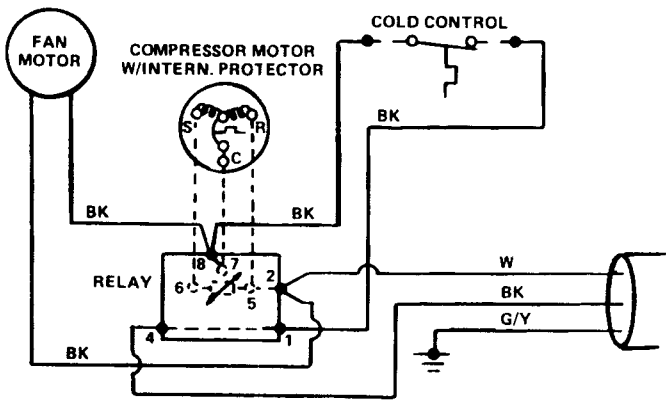 COLD CONTROL
FAN
MOTOR
COMPRESSOR MOTOR
W/INTERN. PROTECTOR
S
R
C
BK
BK
BK
RELAY
8
7
6
5
2
4
1
W
BK
G/Y
BK